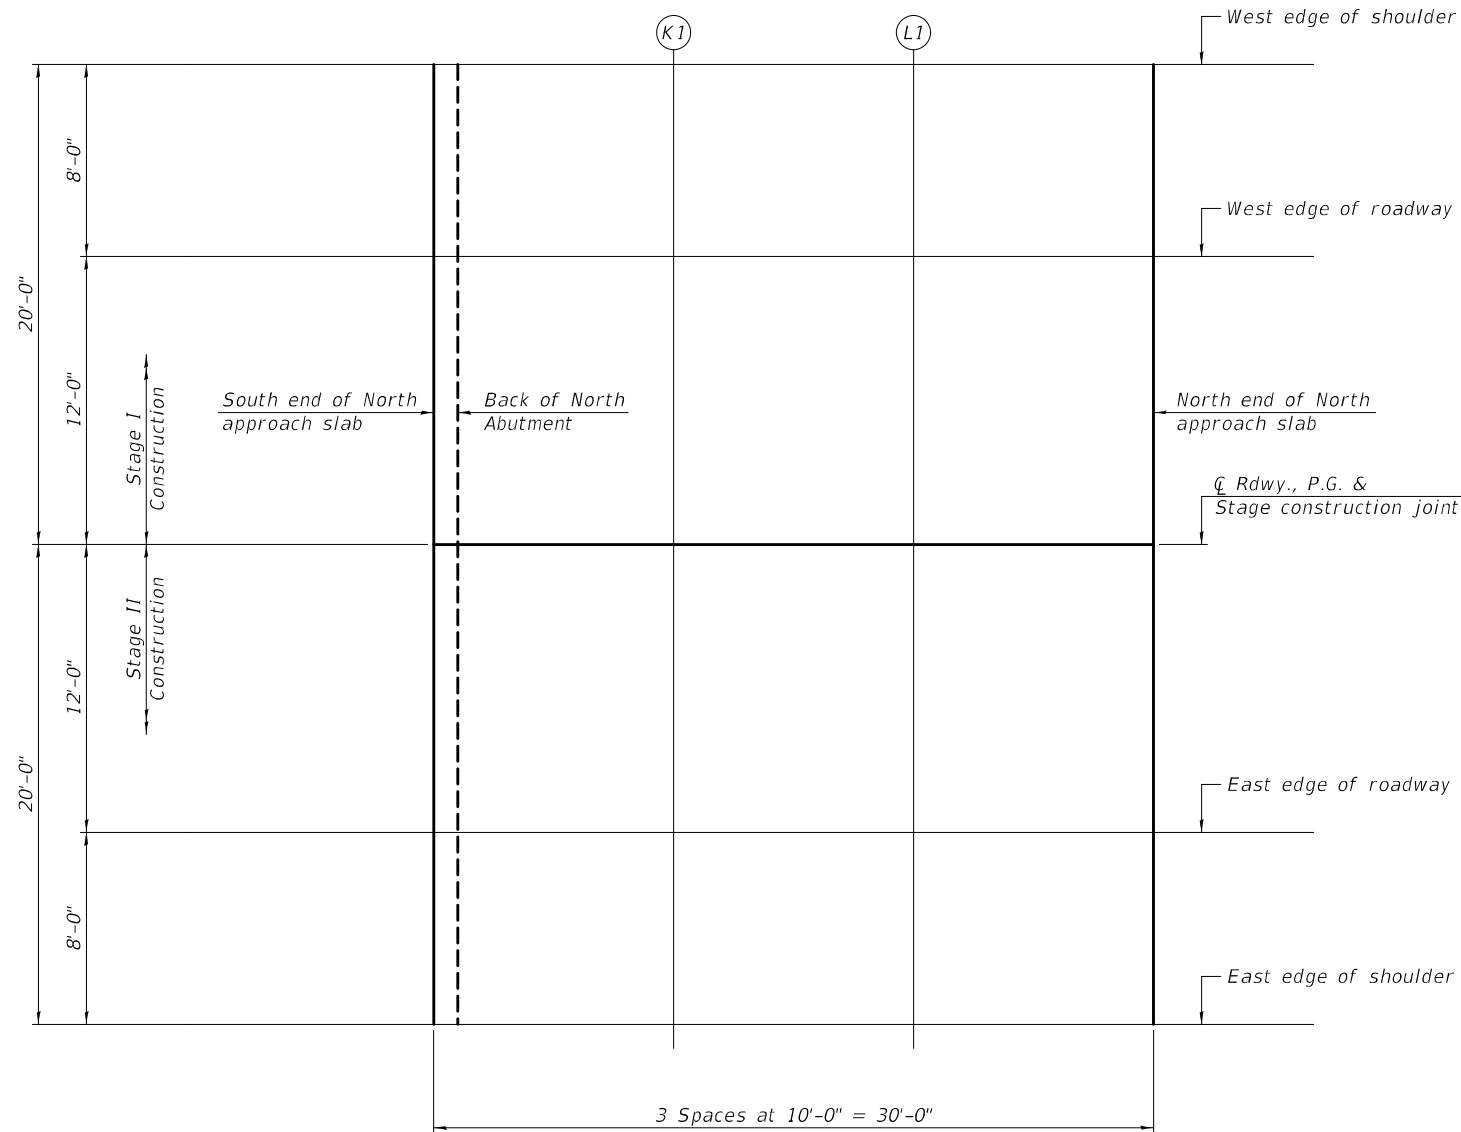 West edge of shoulder
K1
L1
8'-0"
West edge of roadway
20'-0"
12'-0"
Stage I
Construction
South end of North
approach slab
Back of North
Abutment
North end of North
approach slab
℄ Rdwy., P.G. &
Stage construction joint
Stage II
Construction
12'-0"
20'-0"
East edge of roadway
8'-0"
East edge of shoulder
3 Spaces at 10'-0" = 30'-0"